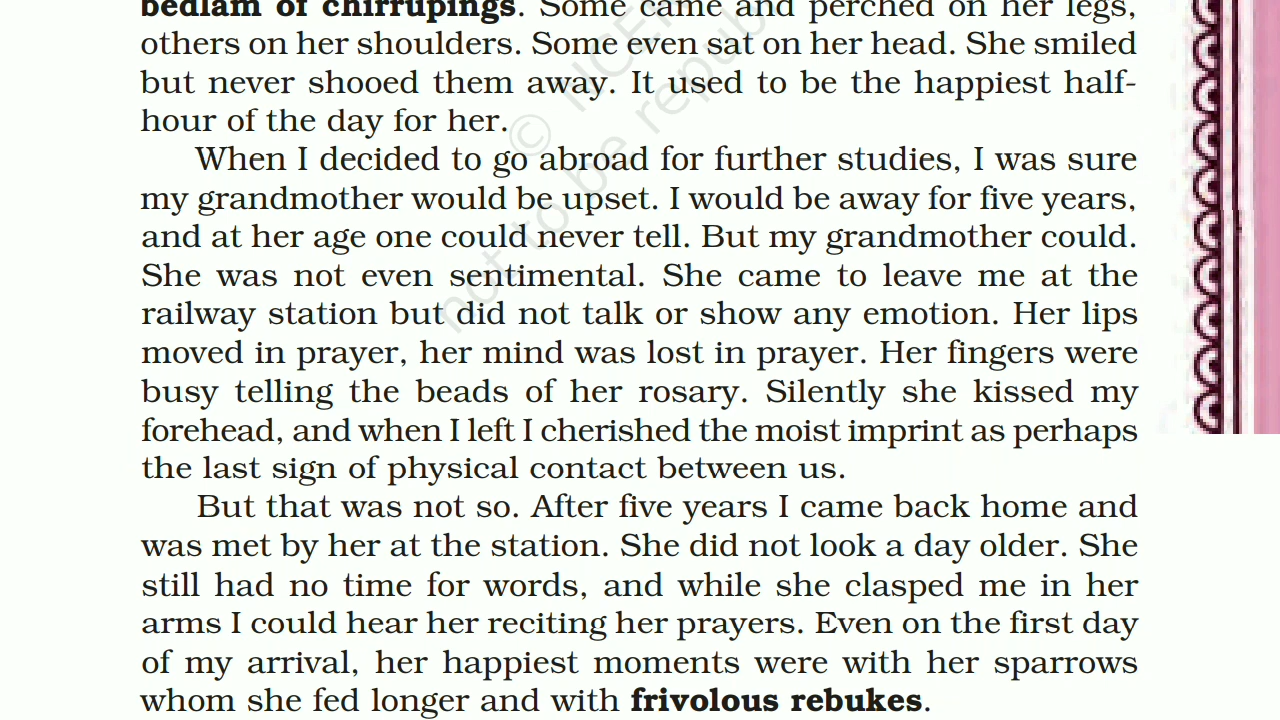 bedlam of chirrupings. Some came and perched on her legs,
others on her shoulders. Some even sat on her head. She smiled
but never shooed them away. It used to be the happiest half-
hour of the day for her.
When I decided to go abroad for further studies, I was sure
my grandmother would be upset. I would be away for five years,
and at her age one could never tell. But my grandmother could.
She was not even sentimental. She came to leave me at the
railway station but did not talk or show any emotion. Her lips
moved in prayer, her mind was lost in prayer. Her fingers were
busy telling the beads of her rosary. Silently she kissed my
forehead, and when I left I cherished the moist imprint as perhaps
the last sign of physical contact between us.
But that was not so. After five years I came back home and
was met by her at the station. She did not look a day older. She
still had no time for words, and while she clasped me in her
arms I could hear her reciting her prayers. Even on the first day
of my arrival, her happiest moments were with her sparrows
whom she fed longer and with frivolous rebukes.
© NCE
not to be repub